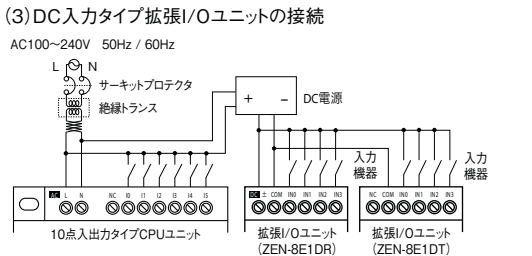 (3)DC入力タイプ拡張I/Oユニットの接続
AC100～240V 50Hz / 60Hz
L N
サーキットプロテクタ
絶縁トランス
+ −
DC電源
入力
機器
入力
機器
AC L N NC I0 I1 I2 I3 I4 I5
DC ± COM IN0 IN1 IN2 IN3
NC COM IN0 IN1 IN2 IN3
10点入出力タイプCPUユニット
拡張I/Oユニット
(ZEN-8E1DR)
拡張I/Oユニット
(ZEN-8E1DT)